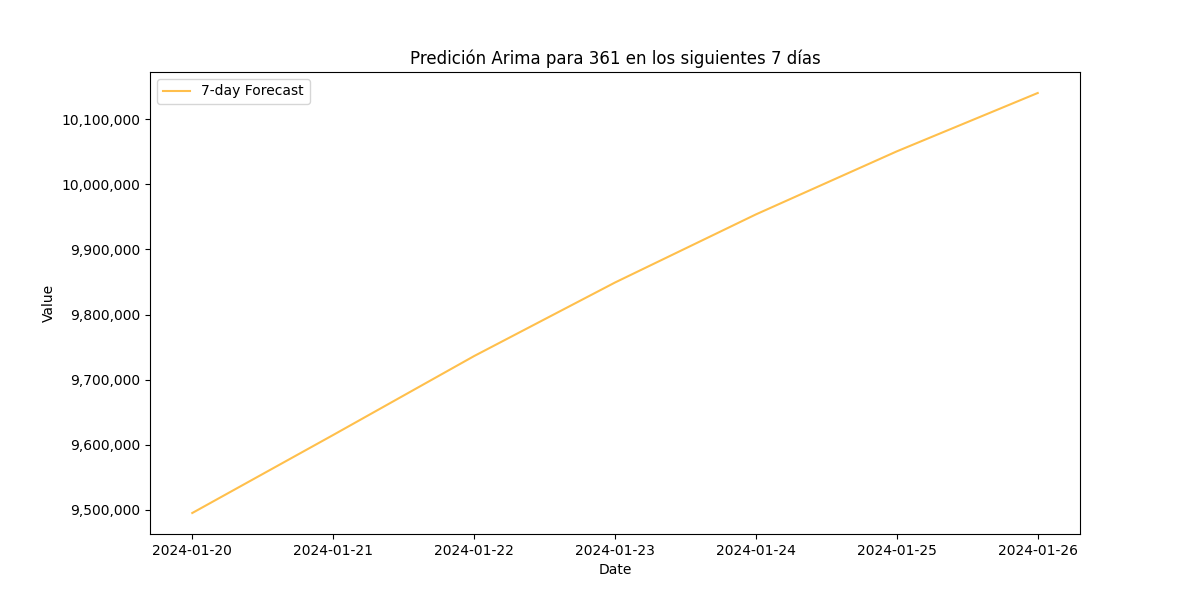 Predición Arima para 361 en los siguientes 7 días
7-day Forecast
Value
10,100,000
10,000,000
9,900,000
9,800,000
9,700,000
9,600,000
9,500,000
2024-01-20 2024-01-21 2024-01-22 2024-01-23 2024-01-24 2024-01-25 2024-01-26
Date